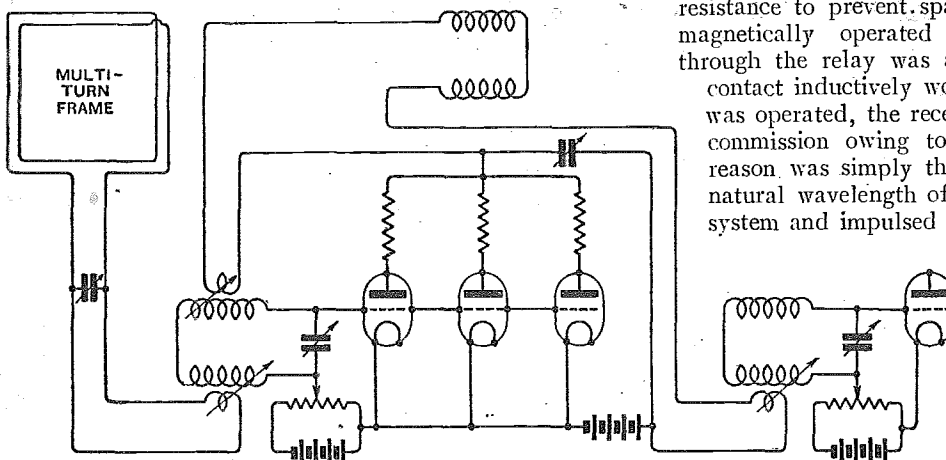 MULTI-
TURN
FRAME
resistance to prevent spa
magnetically operated
through the relay was a
contact inductively wo
was operated, the rece
commission owing to
reason was simply th
natural wavelength of
system and impulsed